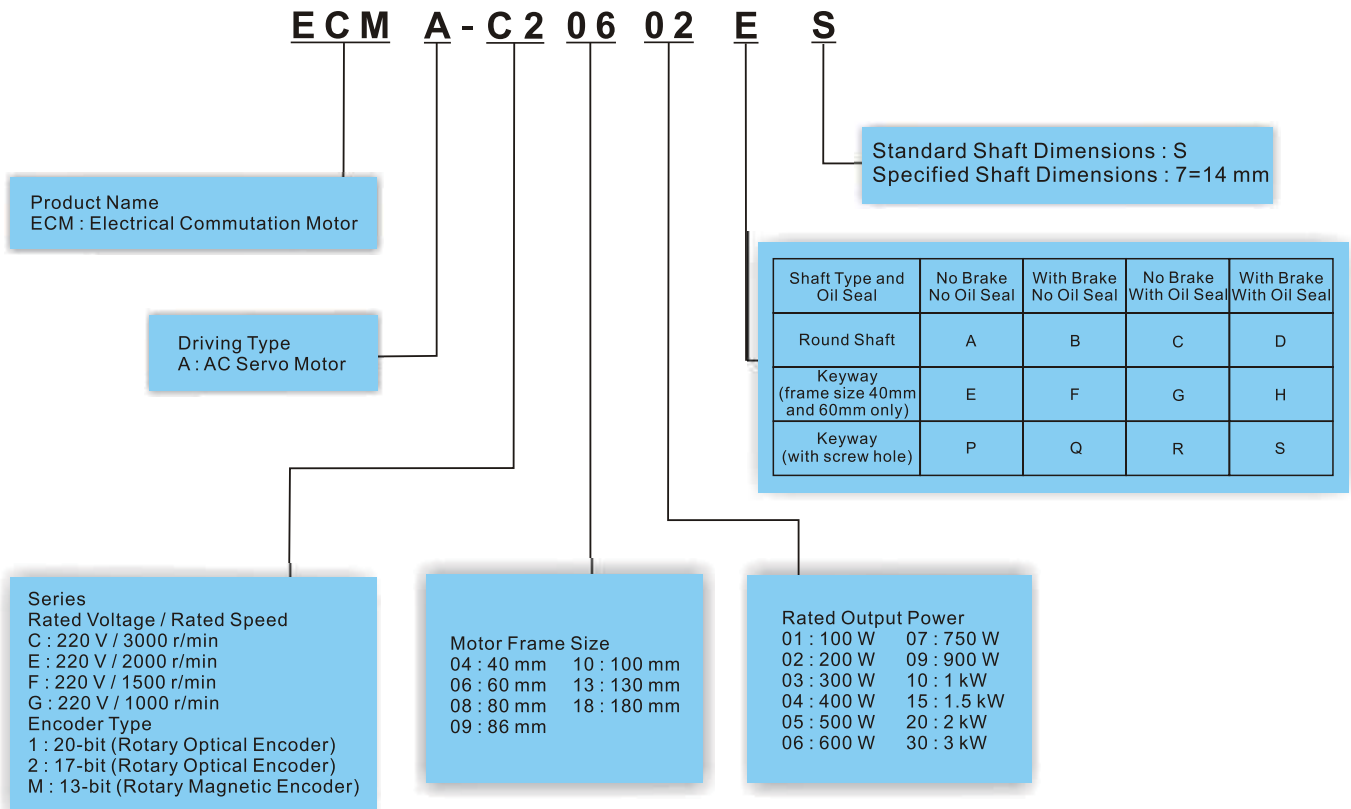 ECM A-C2 06 02 E S
Standard Shaft Dimensions : S
Specified Shaft Dimensions : 7=14 mm
Product Name
ECM : Electrical Commutation Motor
Shaft Type and Oil Seal | No Brake No Oil Seal | With Brake No Oil Seal | No Brake With Oil Seal | With Brake With Oil Seal
Round Shaft | A | B | C | D
Keyway (frame size 40mm and 60mm only) | E | F | G | H
Keyway (with screw hole) | P | Q | R | S
Driving Type
A : AC Servo Motor
Series
Rated Voltage / Rated Speed
C : 220 V / 3000 r/min
E : 220 V / 2000 r/min
F : 220 V / 1500 r/min
G : 220 V / 1000 r/min
Encoder Type
1 : 20-bit (Rotary Optical Encoder)
2 : 17-bit (Rotary Optical Encoder)
M : 13-bit (Rotary Magnetic Encoder)
Motor Frame Size
04 : 40 mm 10 : 100 mm
06 : 60 mm 13 : 130 mm
08 : 80 mm 18 : 180 mm
09 : 86 mm
Rated Output Power
01 : 100 W 07 : 750 W
02 : 200 W 09 : 900 W
03 : 300 W 10 : 1 kW
04 : 400 W 15 : 1.5 kW
05 : 500 W 20 : 2 kW
06 : 600 W 30 : 3 kW